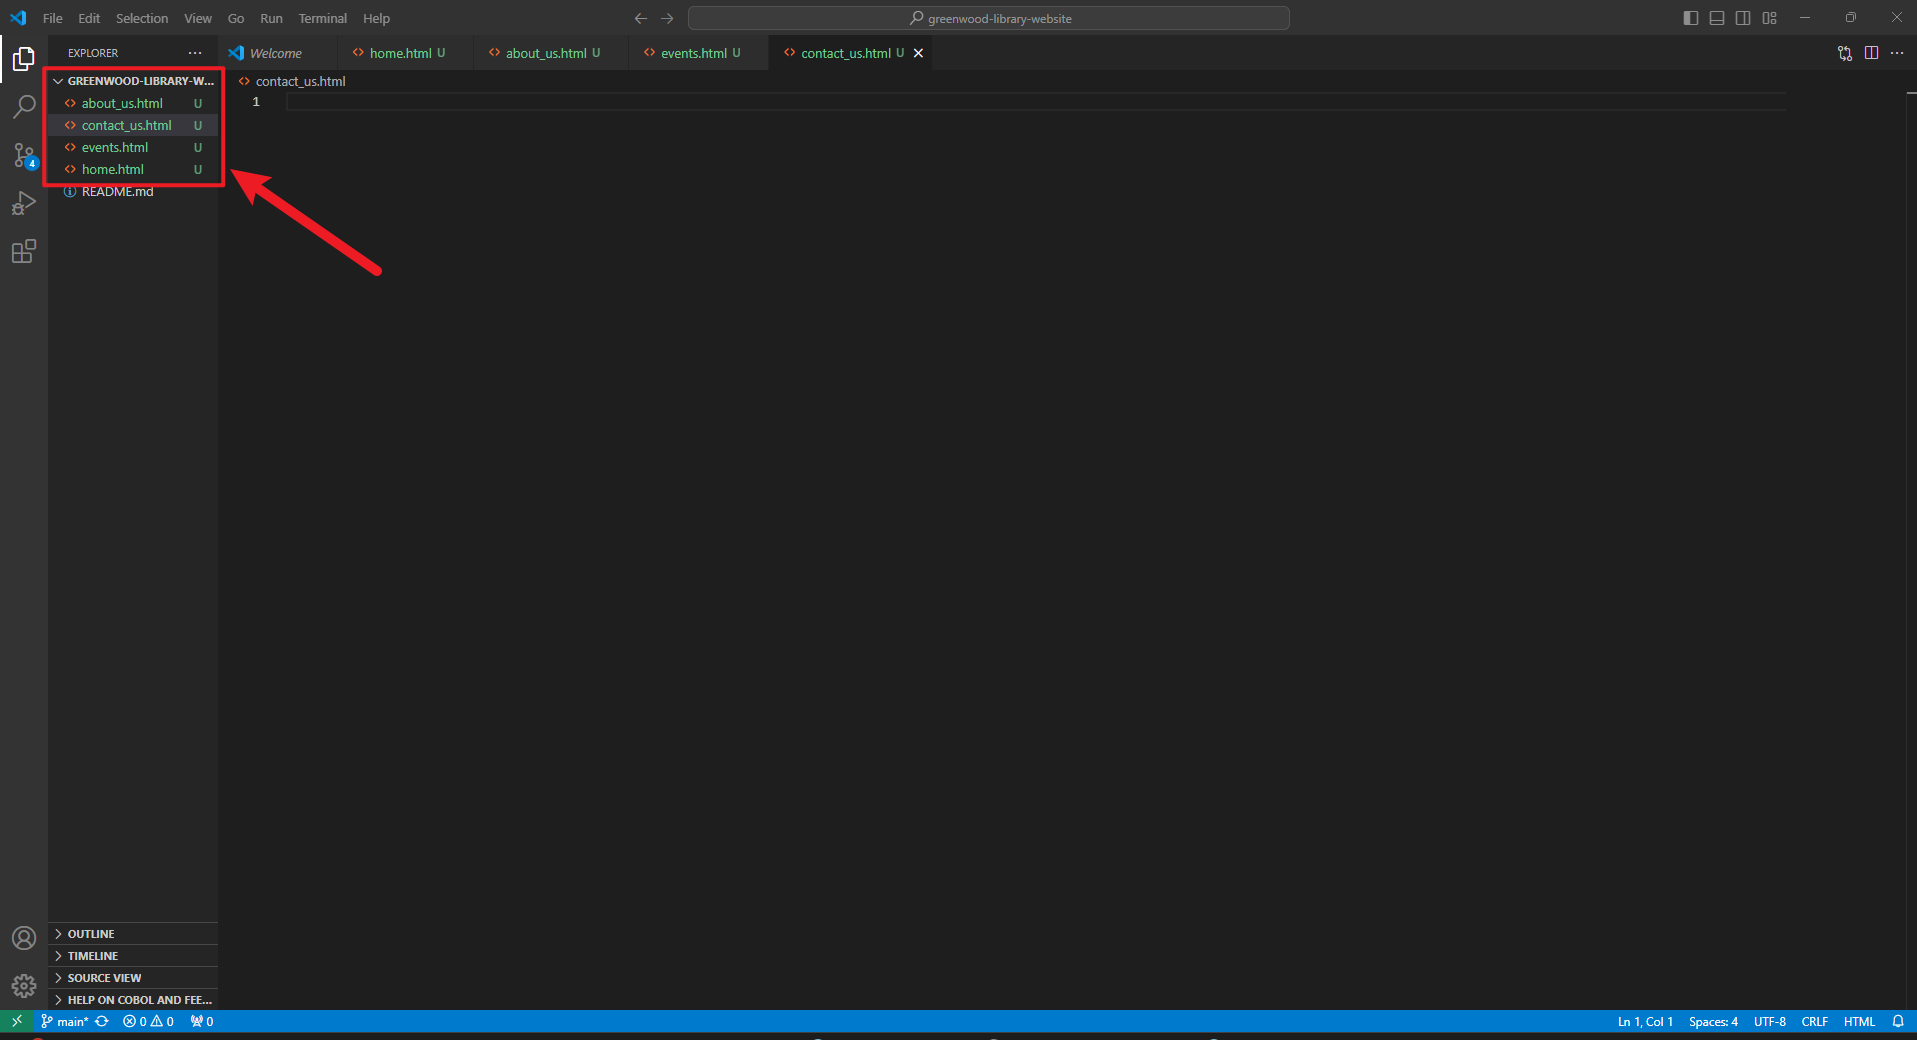 File Edit Selection View Go Run Terminal Help
greenwood-library-website
EXPLORER
Welcome
home.html U
about_us.html U
events.html U
contact_us.html U
GREENWOOD-LIBRARY-W...
about_us.html U
contact_us.html U
events.html U
home.html U
README.md
contact_us.html
1
4
OUTLINE
TIMELINE
SOURCE VIEW
HELP ON COBOL AND FEE...
main* 0 0 0
Ln 1, Col 1 Spaces: 4 UTF-8 CRLF HTML